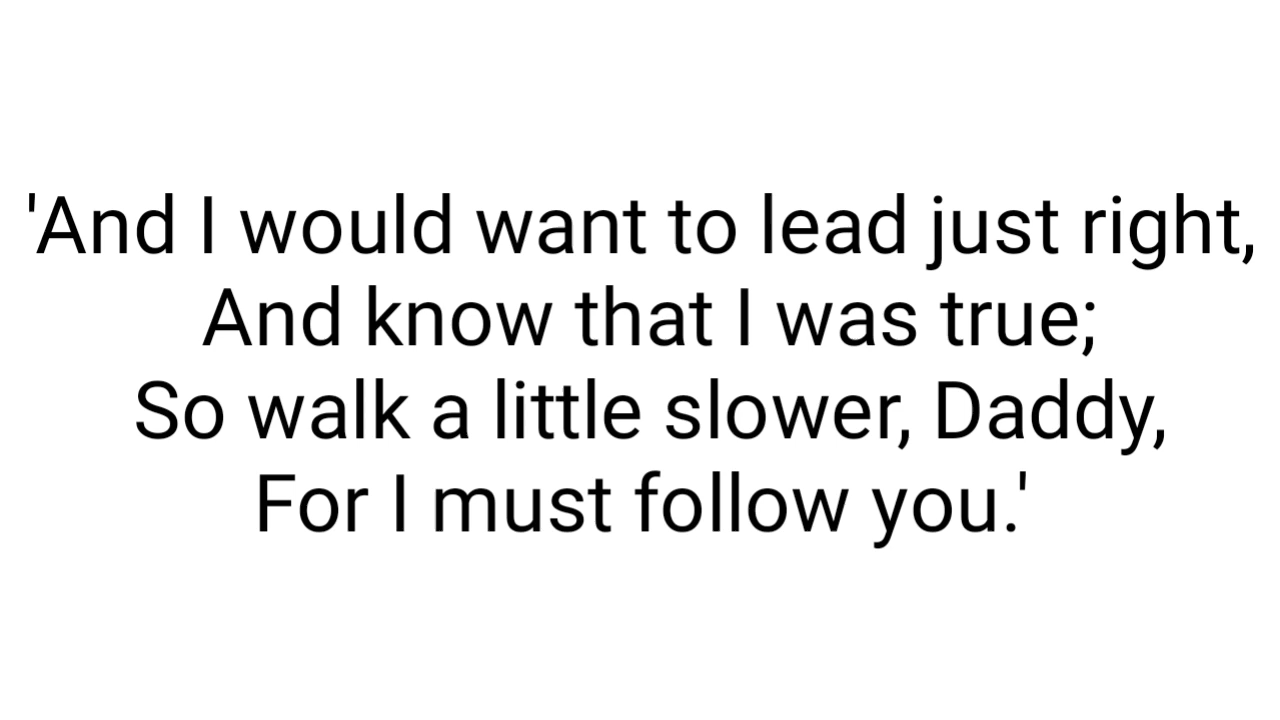 'And I would want to lead just right,
And know that I was true;
So walk a little slower, Daddy,
For I must follow you.'